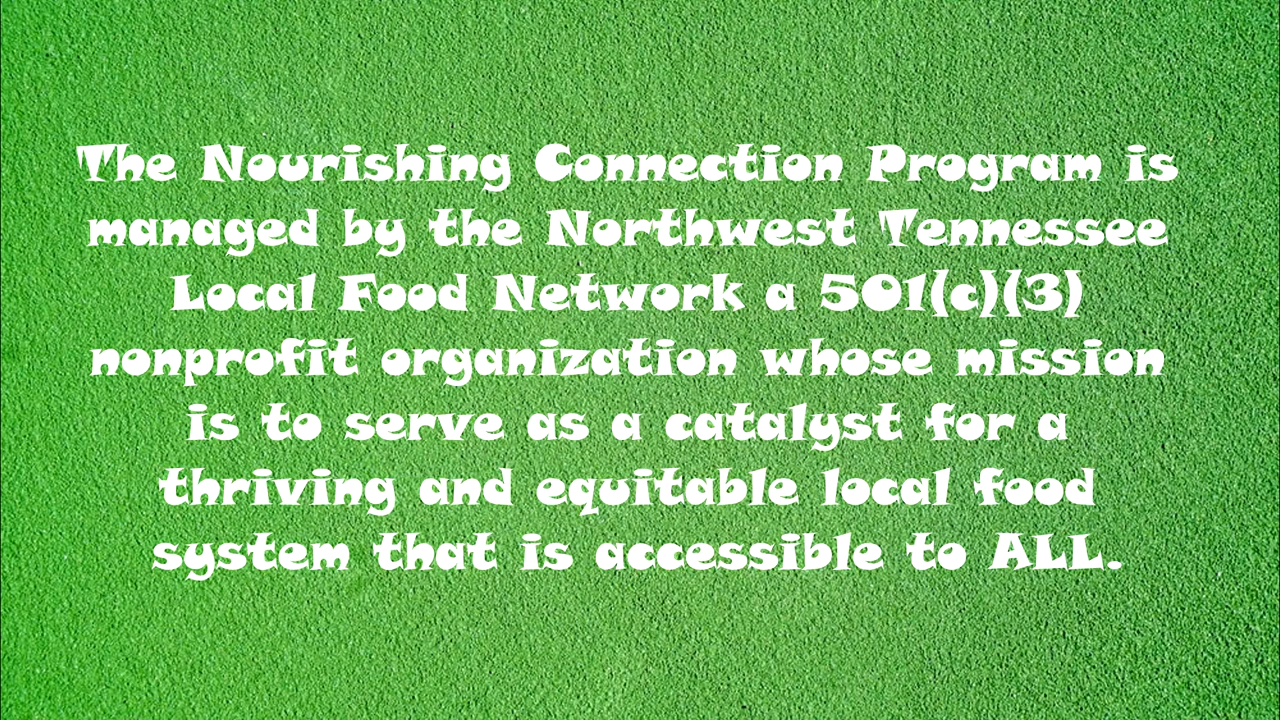 The Nourishing Connection Program is
managed by the Northwest Tennessee
Local Food Network a 501(c)(3)
nonprofit organization whose mission
is to serve as a catalyst for a
thriving and equitable local food
system that is accessible to ALL.